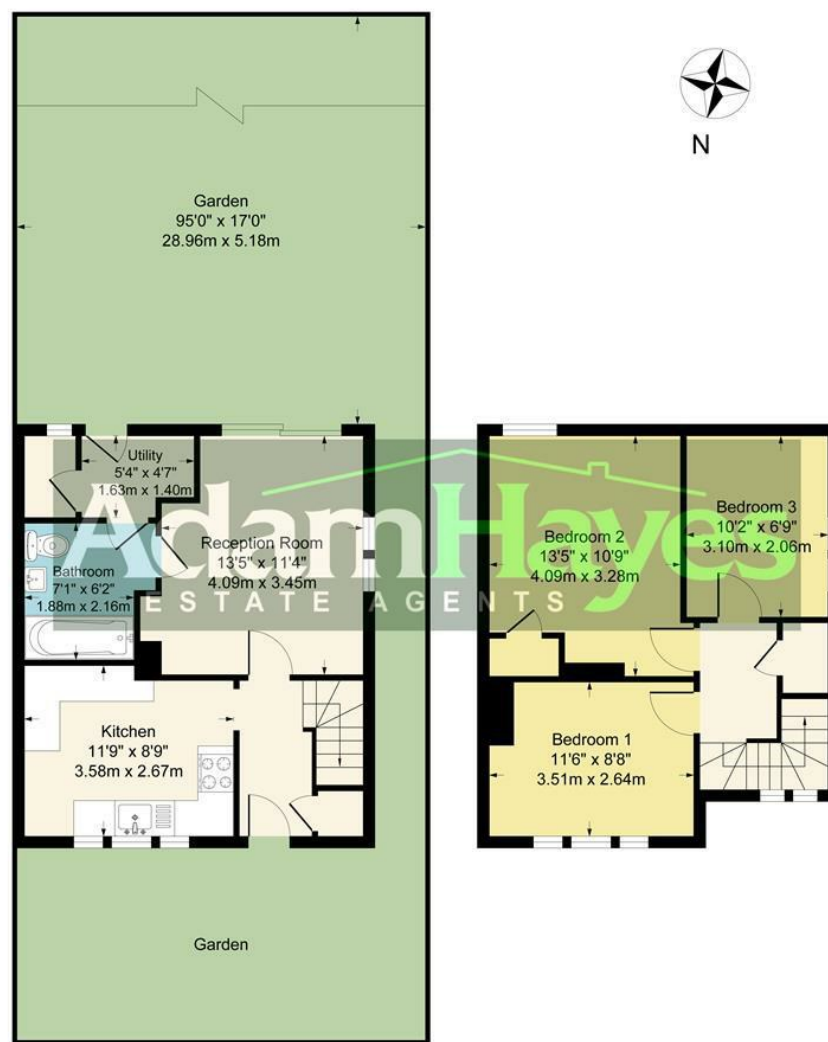 N
Garden
95'0" x 17'0"
28.96m x 5.18m
Utility
5'4" x 4'7"
1.63m x 1.40m
AdamHayes
ESTATE AGENTS
Reception Room
13'5" x 11'4"
4.09m x 3.45m
Bathroom
7'1" x 6'2"
1.88m x 2.16m
Kitchen
11'9" x 8'9"
3.58m x 2.67m
Garden
Bedroom 2
13'5" x 10'9"
4.09m x 3.28m
Bedroom 3
10'2" x 6'9"
3.10m x 2.06m
Bedroom 1
11'6" x 8'8"
3.51m x 2.64m